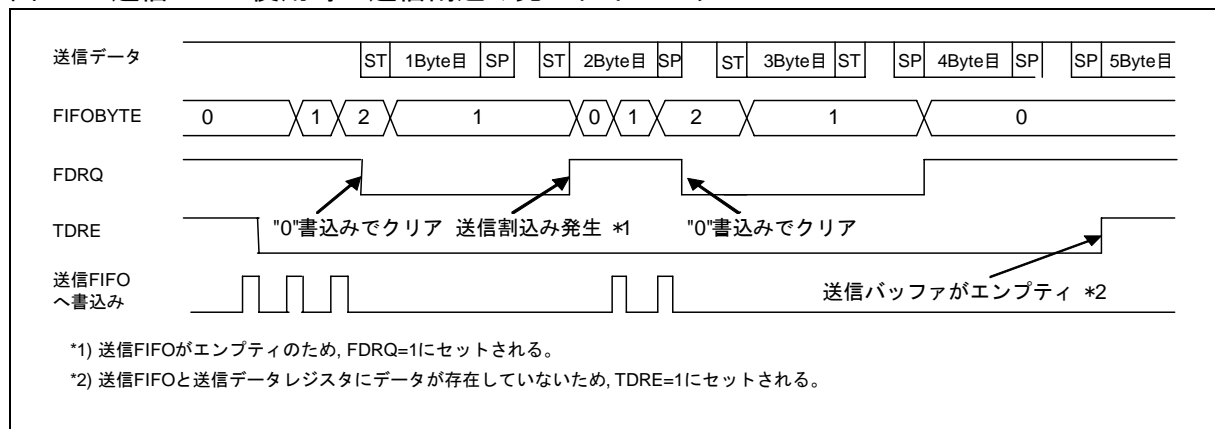 送信データ ST 1Byte目 SP ST 2Byte目 SP ST 3Byte目 ST SP 4Byte目 SP SP 5Byte目
FIFOBYTE 0 1 2 1 0 1 2 1 0
FDRQ
"0"書込みでクリア 送信割込み発生 *1 "0"書込みでクリア
TDRE
送信FIFO
へ書込み
送信バッファがエンプティ *2
*1) 送信FIFOがエンプティのため, FDRQ=1にセットされる。
*2) 送信FIFOと送信データレジスタにデータが存在していないため, TDRE=1にセットされる。